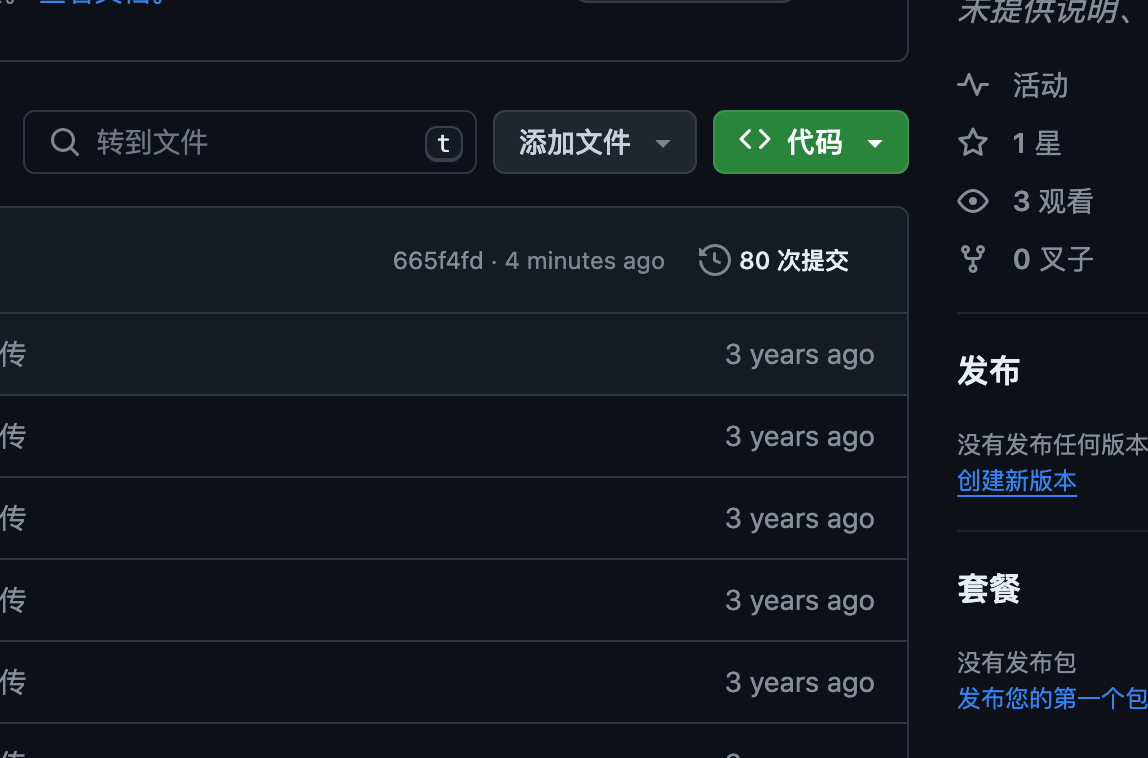 未提供说明、
转到文件
t
添加文件
代码
665f4fd · 4 minutes ago
80 次提交
传
3 years ago
传
3 years ago
传
3 years ago
传
3 years ago
传
3 years ago
活动
1 星
3 观看
0 叉子
发布
没有发布任何版本
创建新版本
套餐
没有发布包
发布您的第一个包